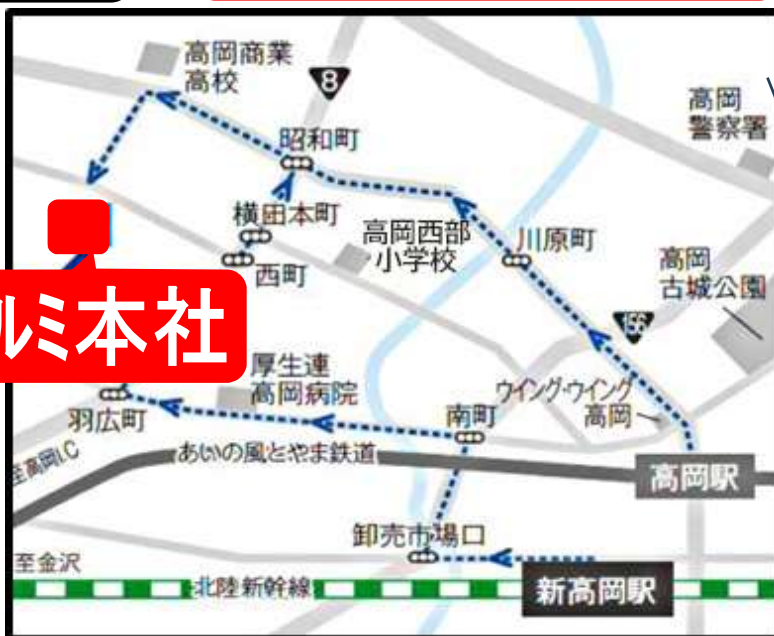 高岡商業
高校
8
高岡
警察署
昭和町
横田本町
高岡西部
小学校
川原町
西町
高岡
古城公園
156
ルミ本社
厚生連
高岡病院
ウイング・ウイング
高岡
羽広町
南町
至高岡I.C
あいの風とやま鉄道
高岡駅
卸売市場口
至金沢
北陸新幹線
新高岡駅